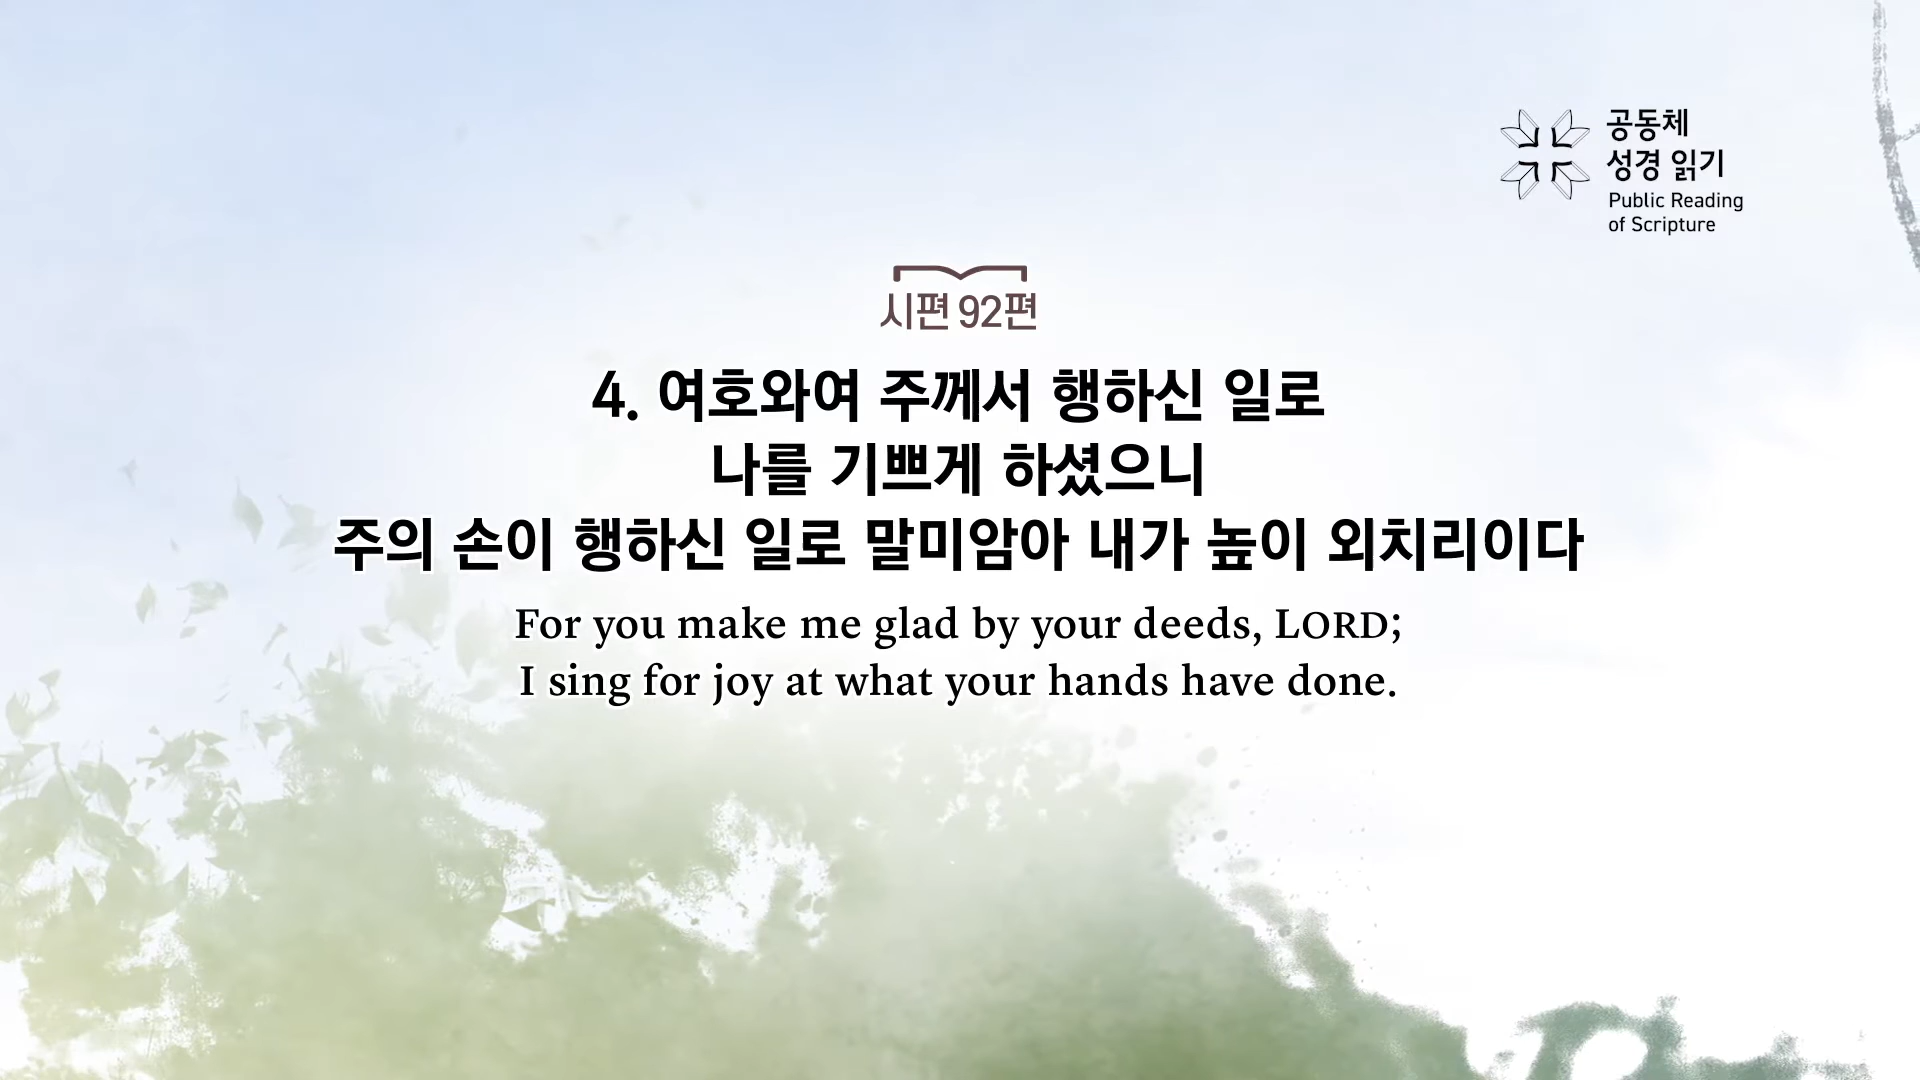 공동체
성경 읽기
Public Reading
of Scripture
시편 92편
4. 여호와여 주께서 행하신 일로
나를 기쁘게 하셨으니
주의 손이 행하신 일로 말미암아 내가 높이 외치리이다
For you make me glad by your deeds, LORD;
I sing for joy at what your hands have done.